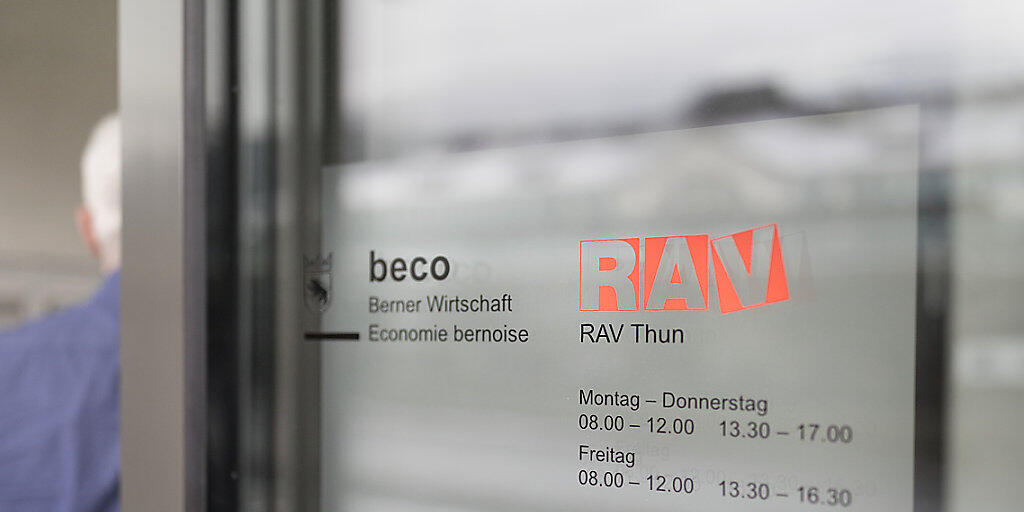 beco
Berner Wirtschaft
Economie bernoise
RAV
RAV Thun
Montag – Donnerstag
08.00 – 12.00 13.30 – 17.00
Freitag
08.00 – 12.00 13.30 – 16.30